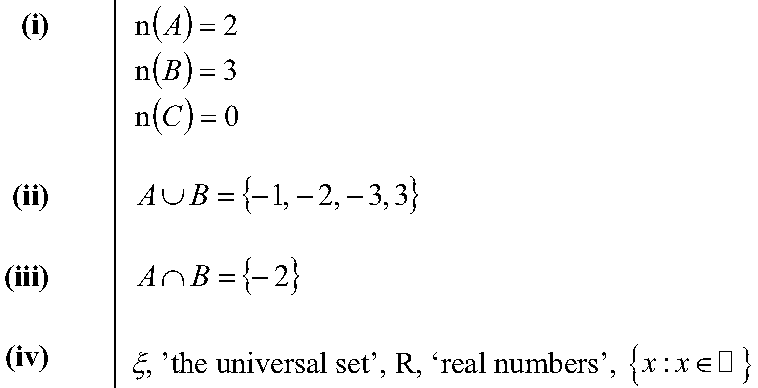 (i) n(A) = 2
n(B) = 3
n(C) = 0
(ii) A ∪ B = {−1, −2, −3, 3}
(iii) A ∩ B = {−2}
(iv) ξ, ’the universal set’, R, ‘real numbers’, {x : x ∈ □ }